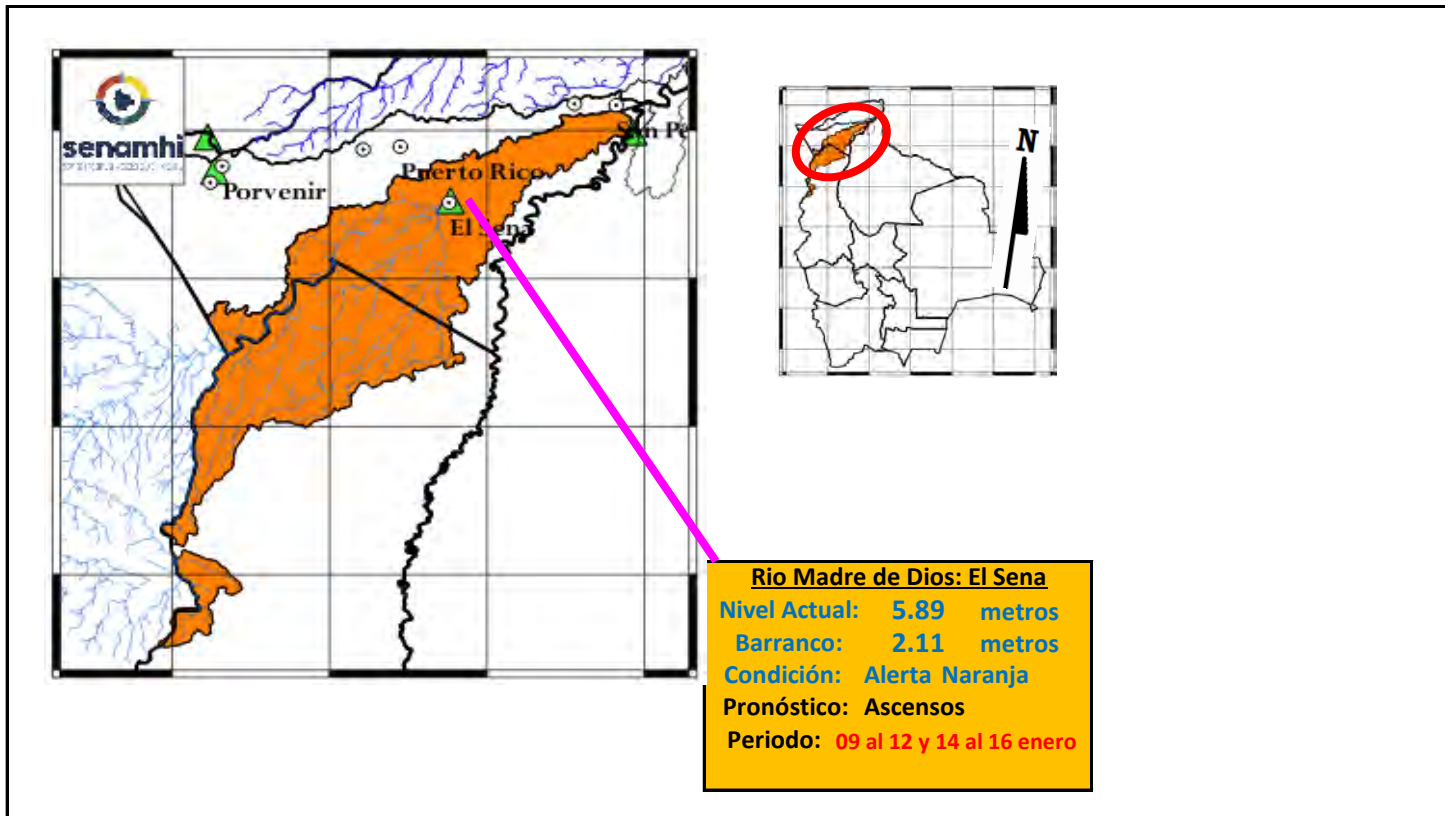 senamhi
Porvenir
Puerto Rico
El Sena
N
Rio Madre de Dios: El Sena
Nivel Actual: 5.89 metros
Barranco: 2.11 metros
Condición: Alerta Naranja
Pronóstico: Ascensos
Periodo: 09 al 12 y 14 al 16 enero